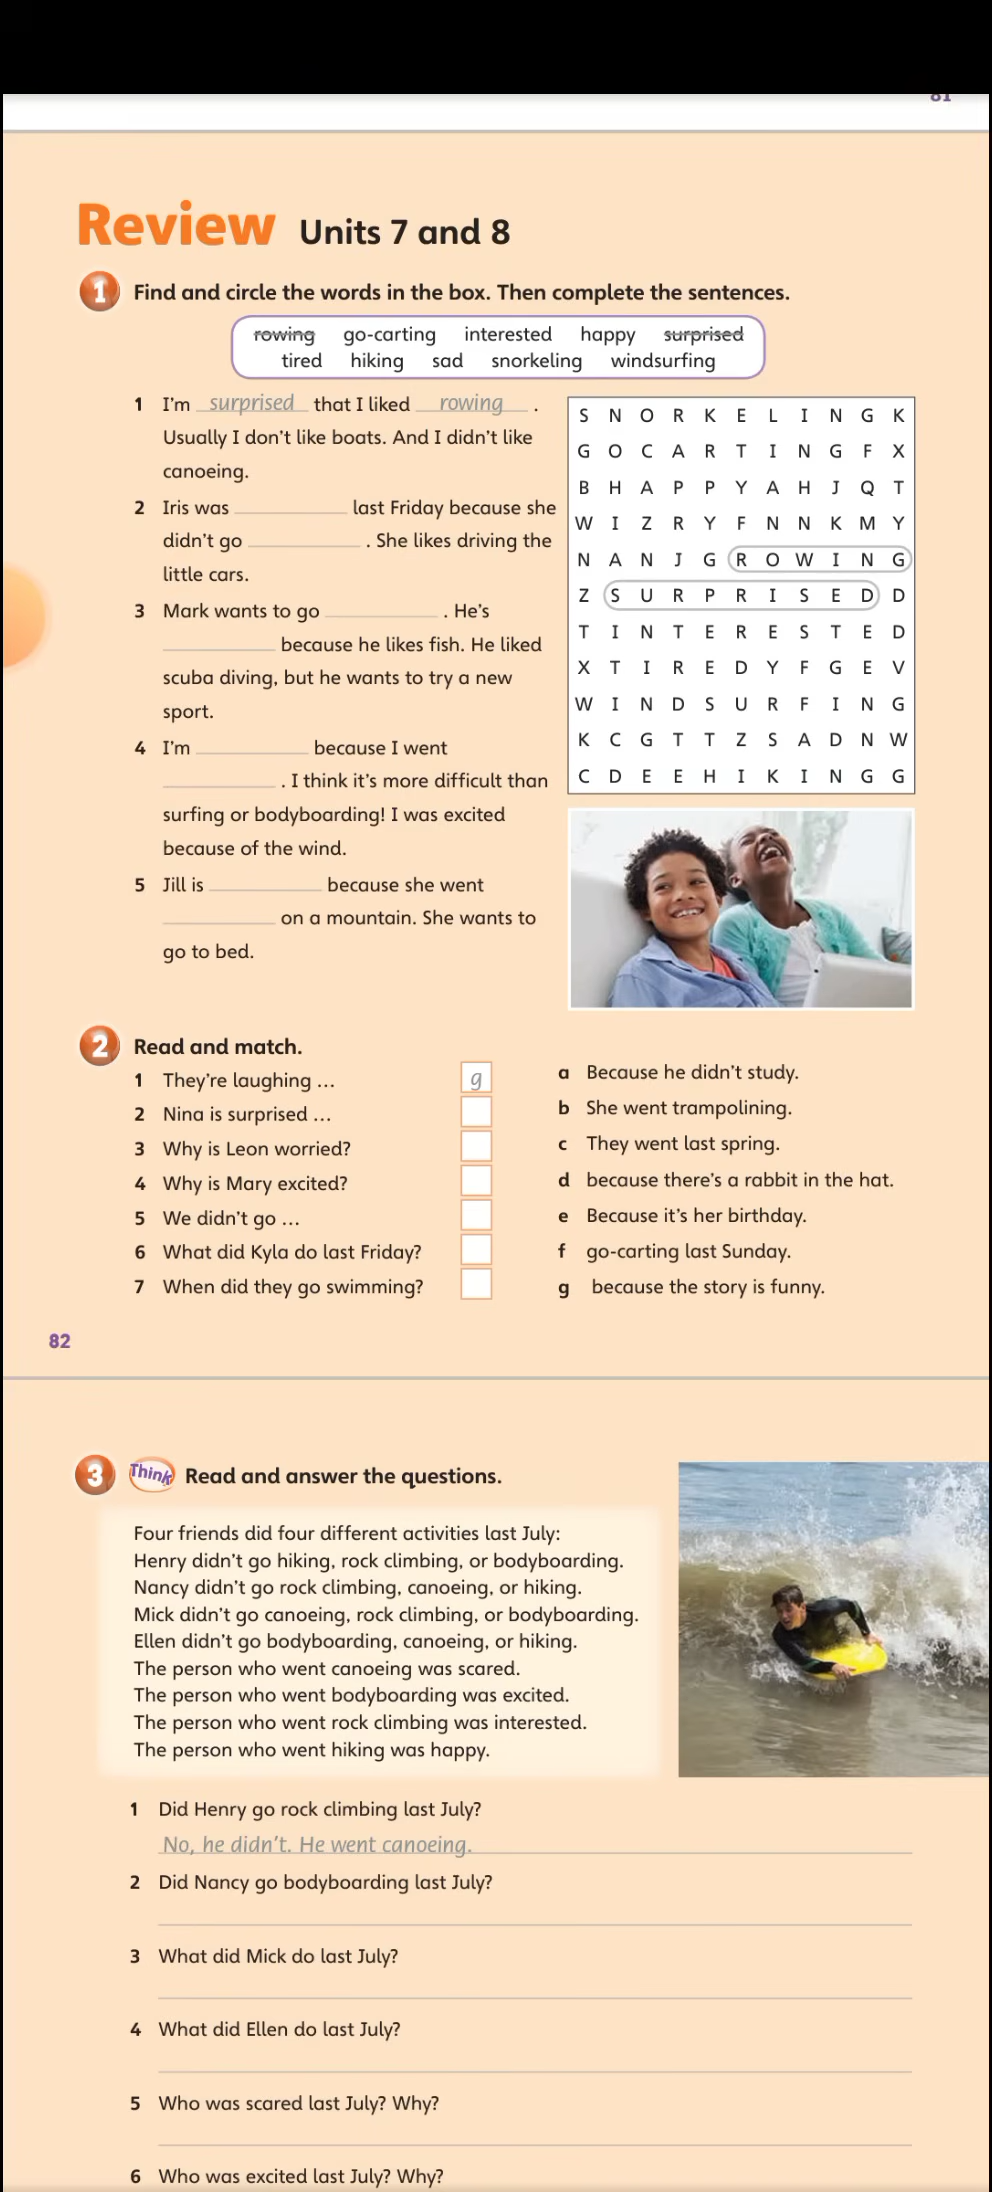 81
Review Units 7 and 8
1 Find and circle the words in the box. Then complete the sentences.
rowing go-carting interested happy surprised
tired hiking sad snorkeling windsurfing
1 I'm surprised that I liked rowing .
Usually I don't like boats. And I didn't like
canoeing.
2 Iris was ____ last Friday because she
didn't go ____ . She likes driving the
little cars.
3 Mark wants to go ____ . He's
____ because he likes fish. He liked
scuba diving, but he wants to try a new
sport.
4 I'm ____ because I went
____ . I think it's more difficult than
surfing or bodyboarding! I was excited
because of the wind.
5 Jill is ____ because she went
____ on a mountain. She wants to
go to bed.
S N O R K E L I N G K
G O C A R T I N G F X
B H A P P Y A H J Q T
W I Z R Y F N N K M Y
N A N J G R O W I N G
Z S U R P R I S E D D
T I N T E R E S T E D
X T I R E D Y F G E V
W I N D S U R F I N G
K C G T T Z S A D N W
C D E E H I K I N G G
2 Read and match.
1 They're laughing ... g
2 Nina is surprised ...
3 Why is Leon worried?
4 Why is Mary excited?
5 We didn't go ...
6 What did Kyla do last Friday?
7 When did they go swimming?
a Because he didn't study.
b She went trampolining.
c They went last spring.
d because there's a rabbit in the hat.
e Because it's her birthday.
f go-carting last Sunday.
g because the story is funny.
82
3 Think Read and answer the questions.
Four friends did four different activities last July:
Henry didn't go hiking, rock climbing, or bodyboarding.
Nancy didn't go rock climbing, canoeing, or hiking.
Mick didn't go canoeing, rock climbing, or bodyboarding.
Ellen didn't go bodyboarding, canoeing, or hiking.
The person who went canoeing was scared.
The person who went bodyboarding was excited.
The person who went rock climbing was interested.
The person who went hiking was happy.
1 Did Henry go rock climbing last July?
No, he didn't. He went canoeing.
2 Did Nancy go bodyboarding last July?
3 What did Mick do last July?
4 What did Ellen do last July?
5 Who was scared last July? Why?
6 Who was excited last July? Why?